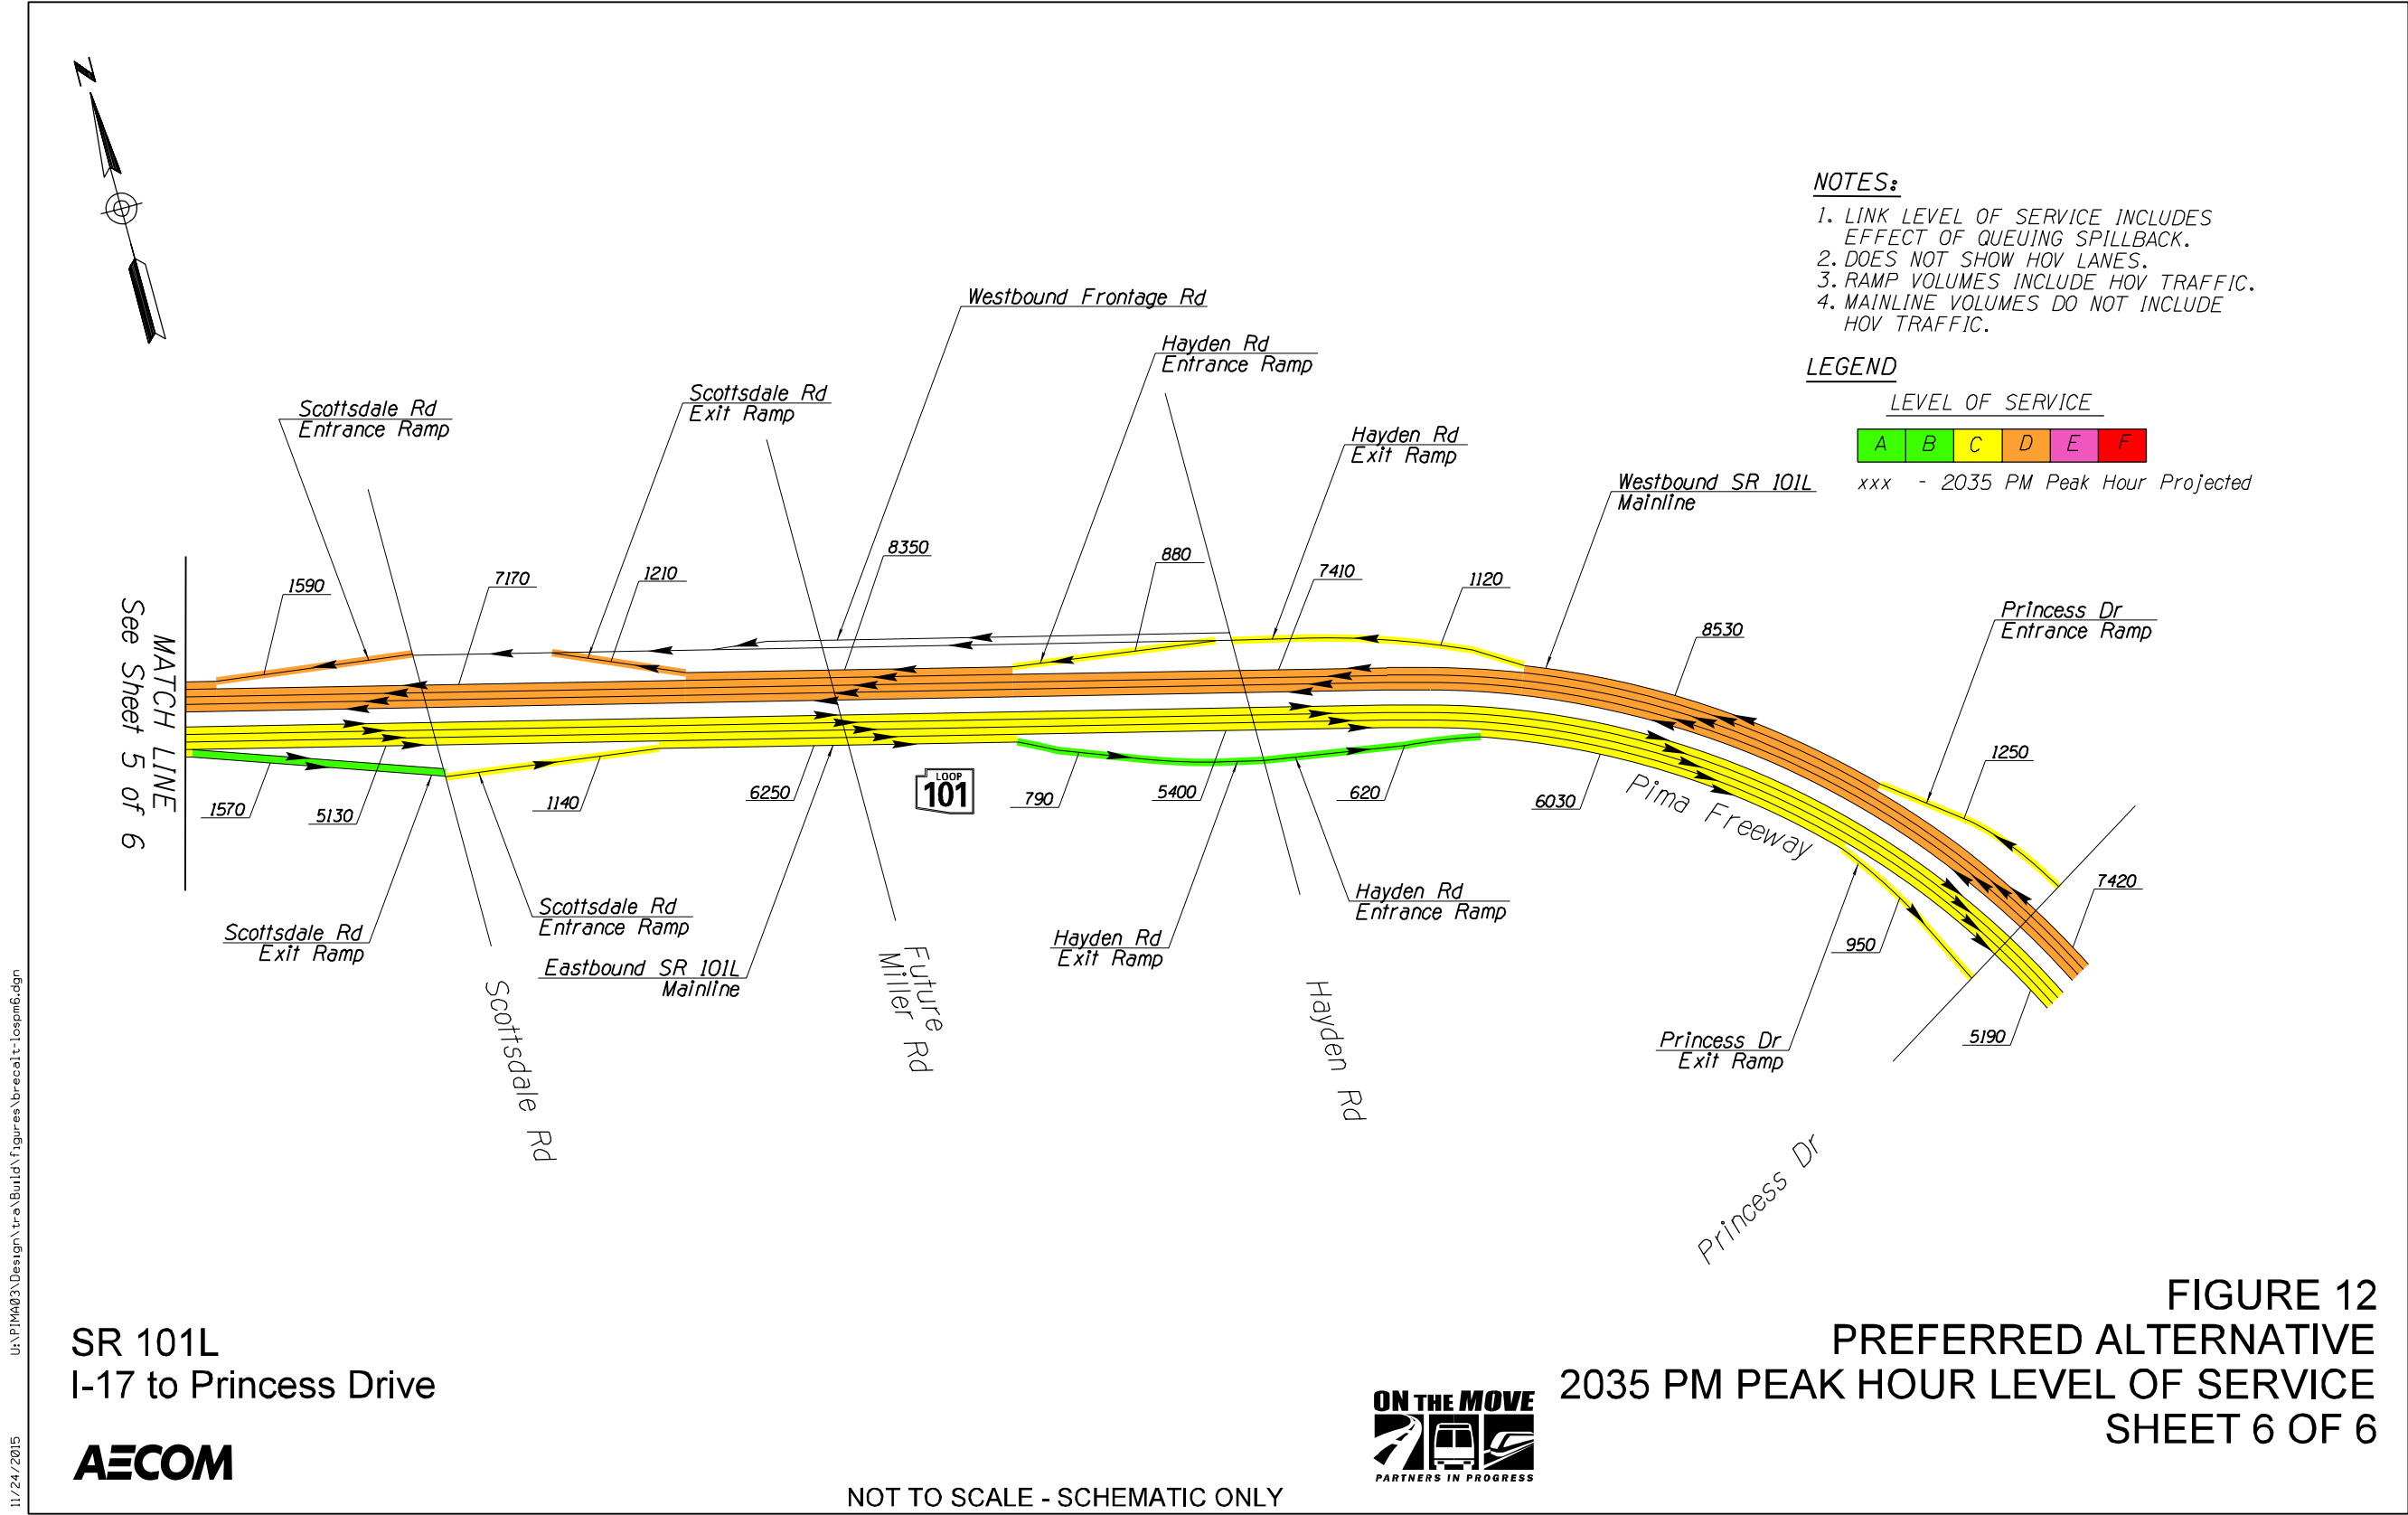 N
NOTES:
1. LINK LEVEL OF SERVICE INCLUDES
EFFECT OF QUEUING SPILLBACK.
2. DOES NOT SHOW HOV LANES.
3. RAMP VOLUMES INCLUDE HOV TRAFFIC.
4. MAINLINE VOLUMES DO NOT INCLUDE
HOV TRAFFIC.
LEGEND
LEVEL OF SERVICE
A B C D E F
xxx - 2035 PM Peak Hour Projected
Westbound Frontage Rd
Hayden Rd
Entrance Ramp
Scottsdale Rd
Exit Ramp
Scottsdale Rd
Entrance Ramp
Hayden Rd
Exit Ramp
Westbound SR 101L
Mainline
Princess Dr
Entrance Ramp
1590
7170
1210
8350
880
7410
1120
8530
1250
7420
MATCH LINE
See Sheet 5 of 6
1570
5130
1140
6250
LOOP
101
790
5400
620
6030
Pima Freeway
950
5190
Scottsdale Rd
Exit Ramp
Scottsdale Rd
Entrance Ramp
Eastbound SR 101L
Mainline
Hayden Rd
Exit Ramp
Hayden Rd
Entrance Ramp
Princess Dr
Exit Ramp
Scottsdale Rd
Future
Miller Rd
Hayden Rd
Princess Dr
U:\PIMA03\Design\tra\Build\figures\brecalt-lospm6.dgn
11/24/2015
SR 101L
I-17 to Princess Drive
AECOM
ON THE MOVE
PARTNERS IN PROGRESS
NOT TO SCALE - SCHEMATIC ONLY
FIGURE 12
PREFERRED ALTERNATIVE
2035 PM PEAK HOUR LEVEL OF SERVICE
SHEET 6 OF 6